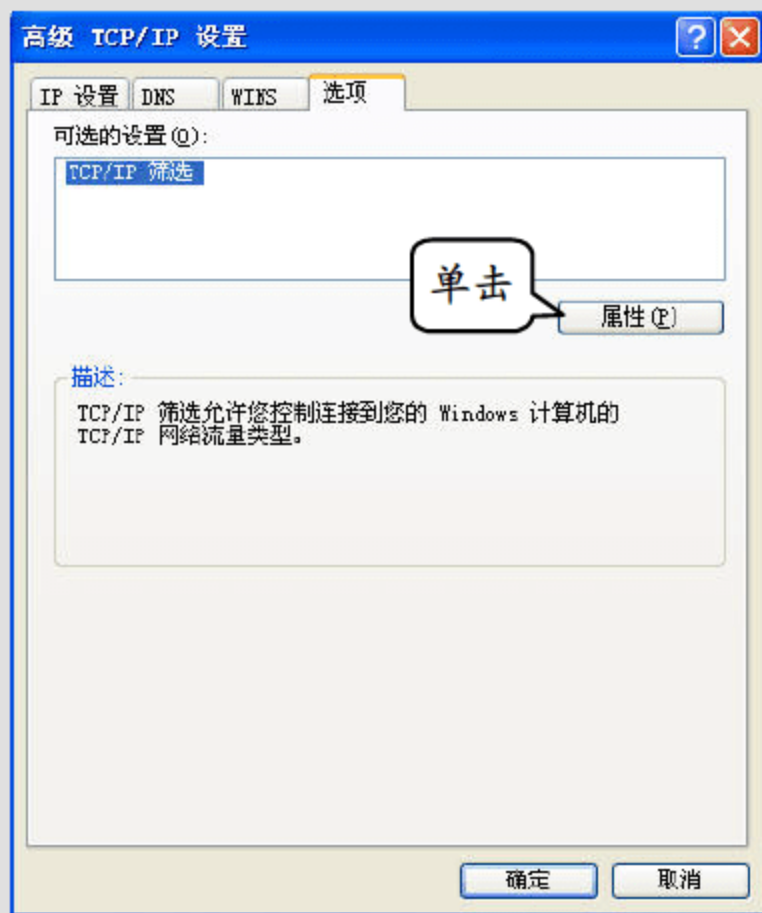 高级 TCP/IP 设置
IP 设置 DNS WINS 选项
可选的设置(O):
TCP/IP 筛选
单击
属性(P)
描述:
TCP/IP 筛选允许您控制连接到您的 Windows 计算机的
TCP/IP 网络流量类型。
确定 取消